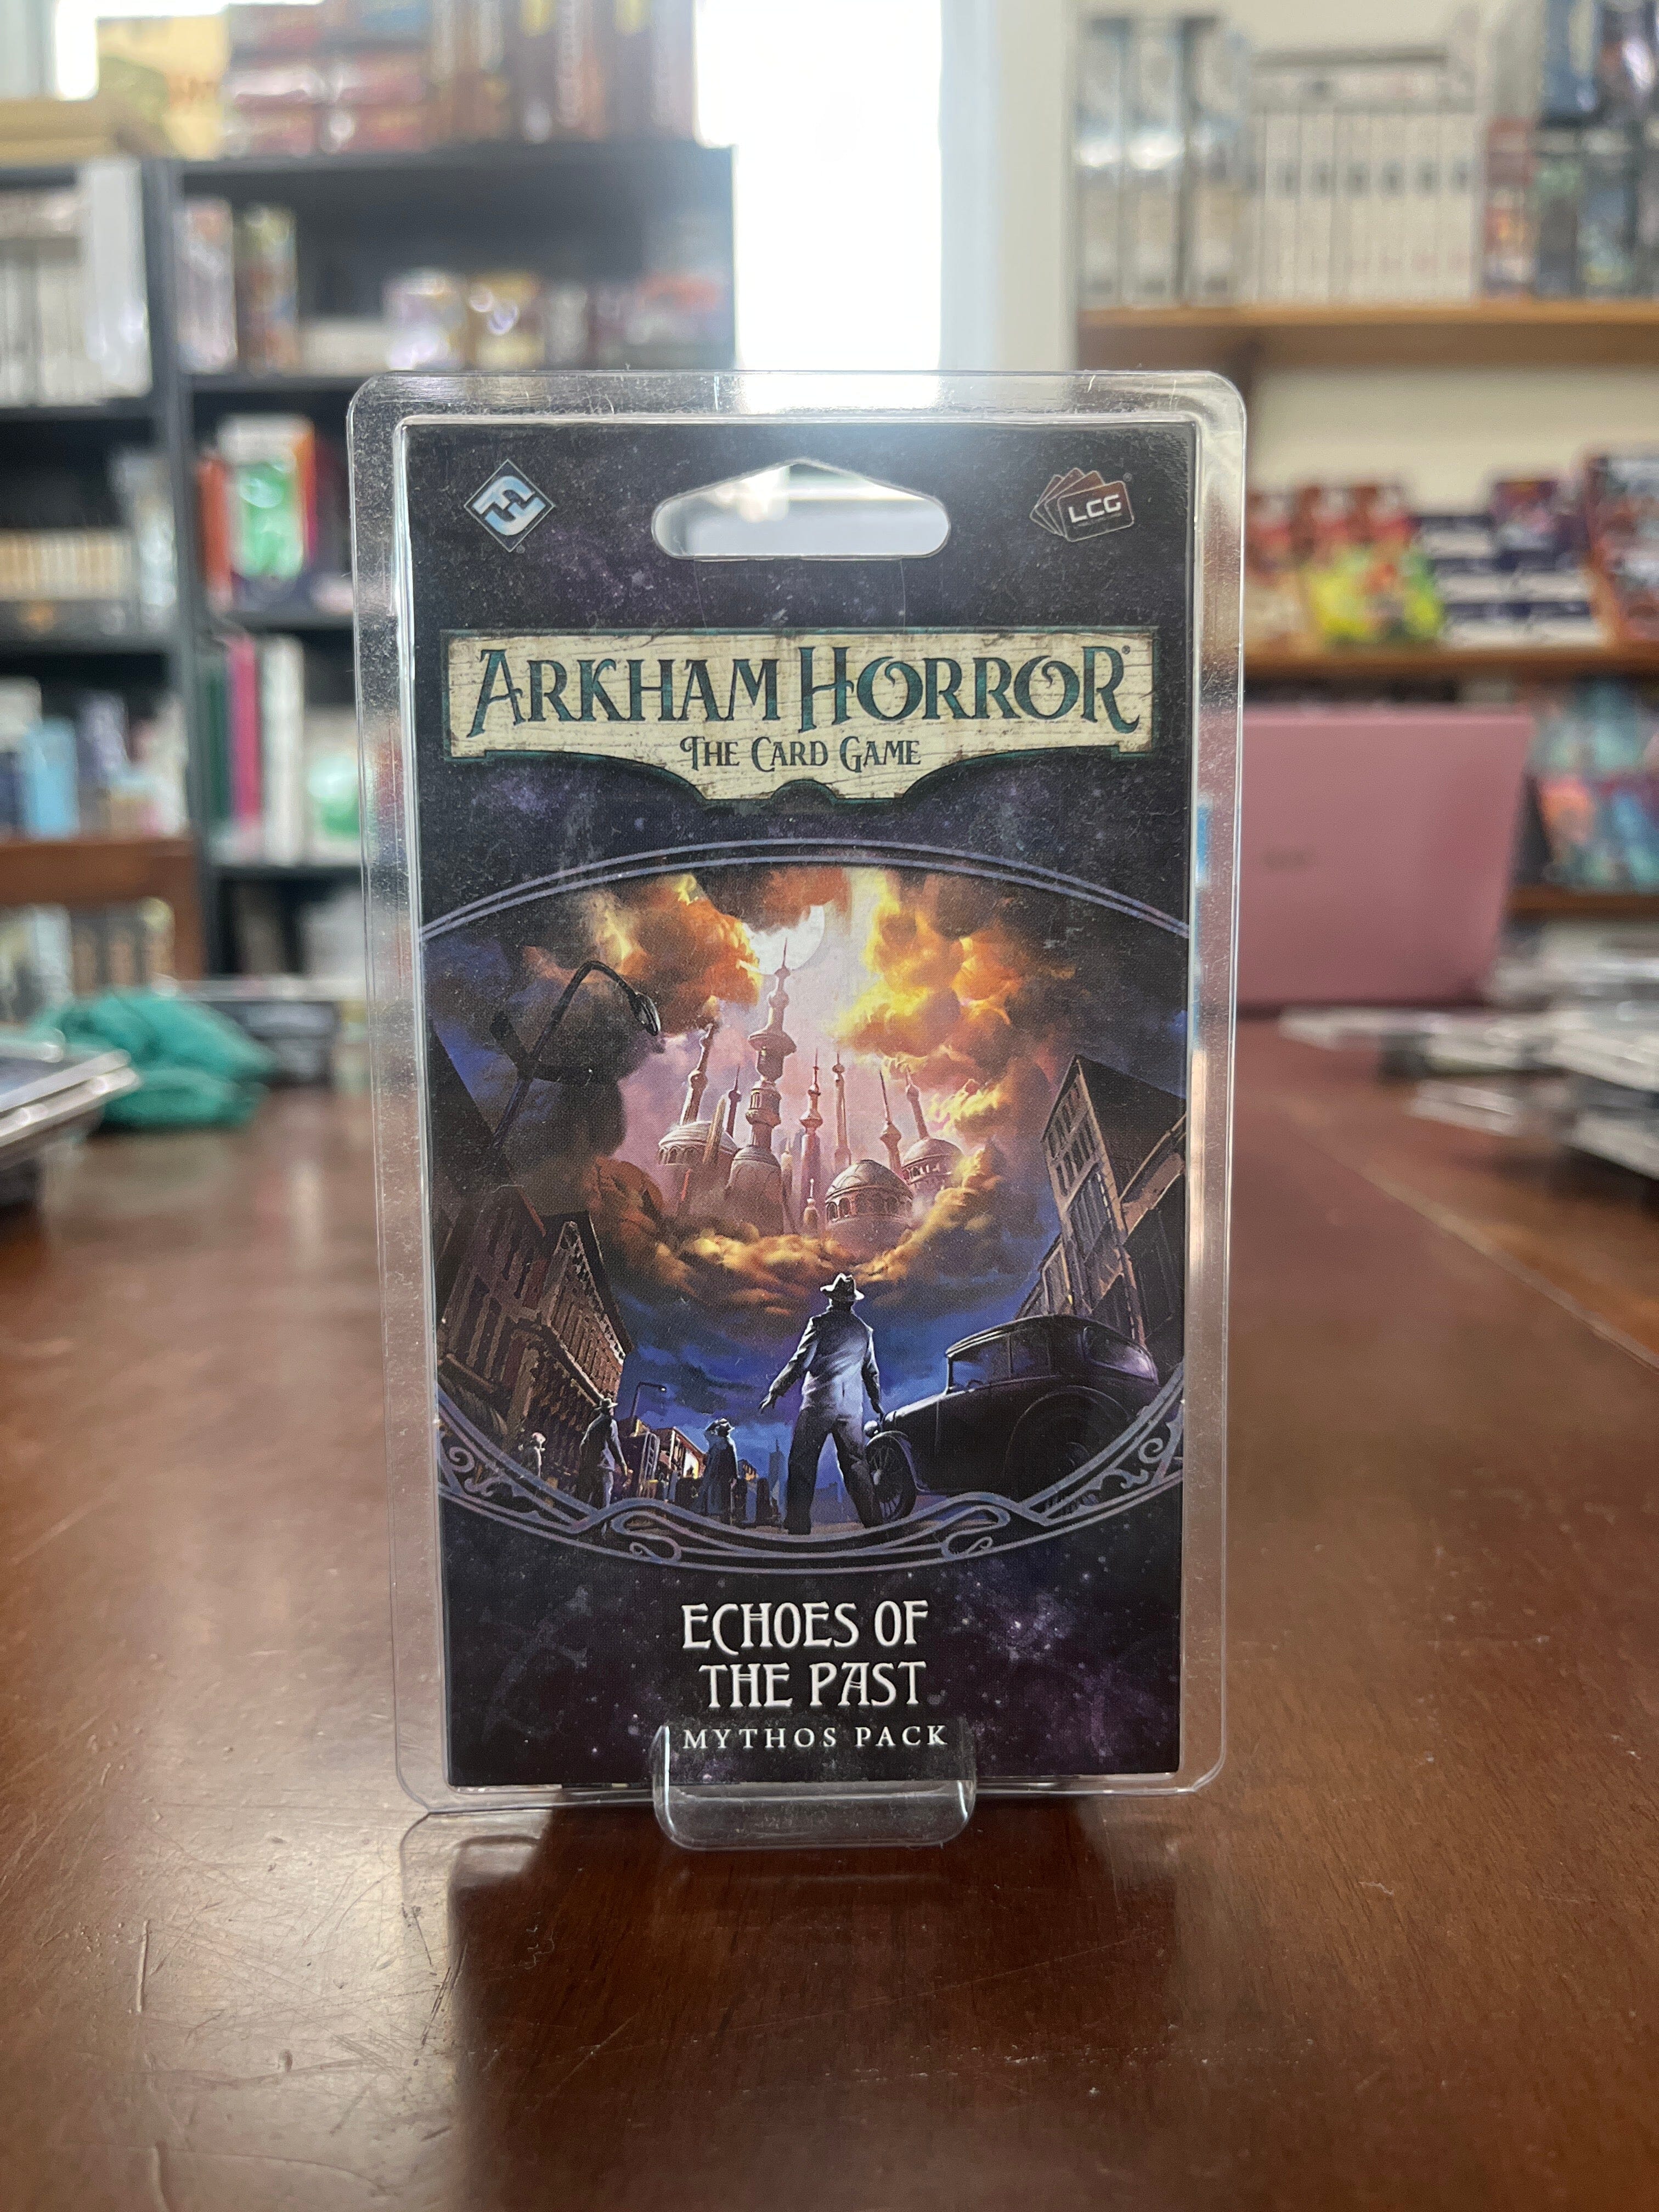 LCG
ARKHAM HORROR®
THE CARD GAME
ECHOES OF
THE PAST
MYTHOS PACK